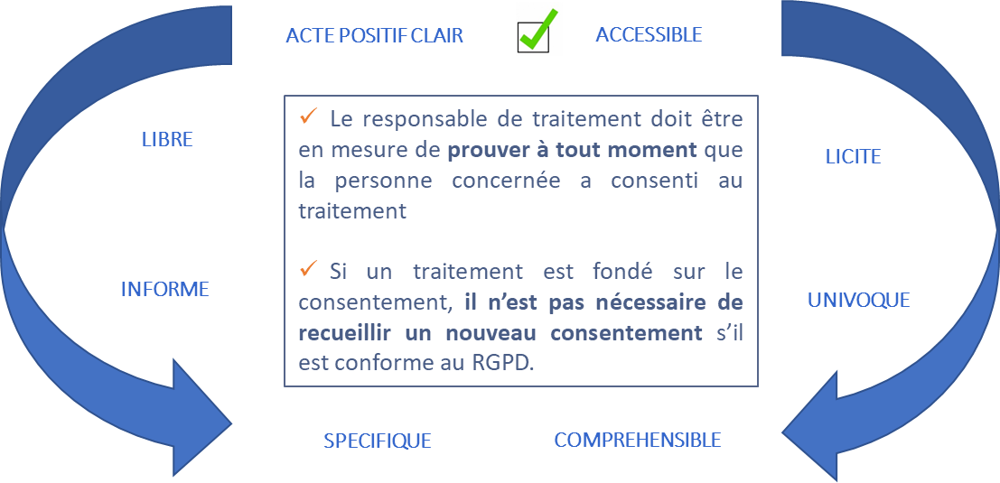 ACTE POSITIF CLAIR
ACCESSIBLE
LIBRE
LICITE
Le responsable de traitement doit être
en mesure de prouver à tout moment que
la personne concernée a consenti au
traitement
Si un traitement est fondé sur le
consentement, il n’est pas nécessaire de
recueillir un nouveau consentement s’il
est conforme au RGPD.
INFORME
UNIVOQUE
SPECIFIQUE
COMPREHENSIBLE